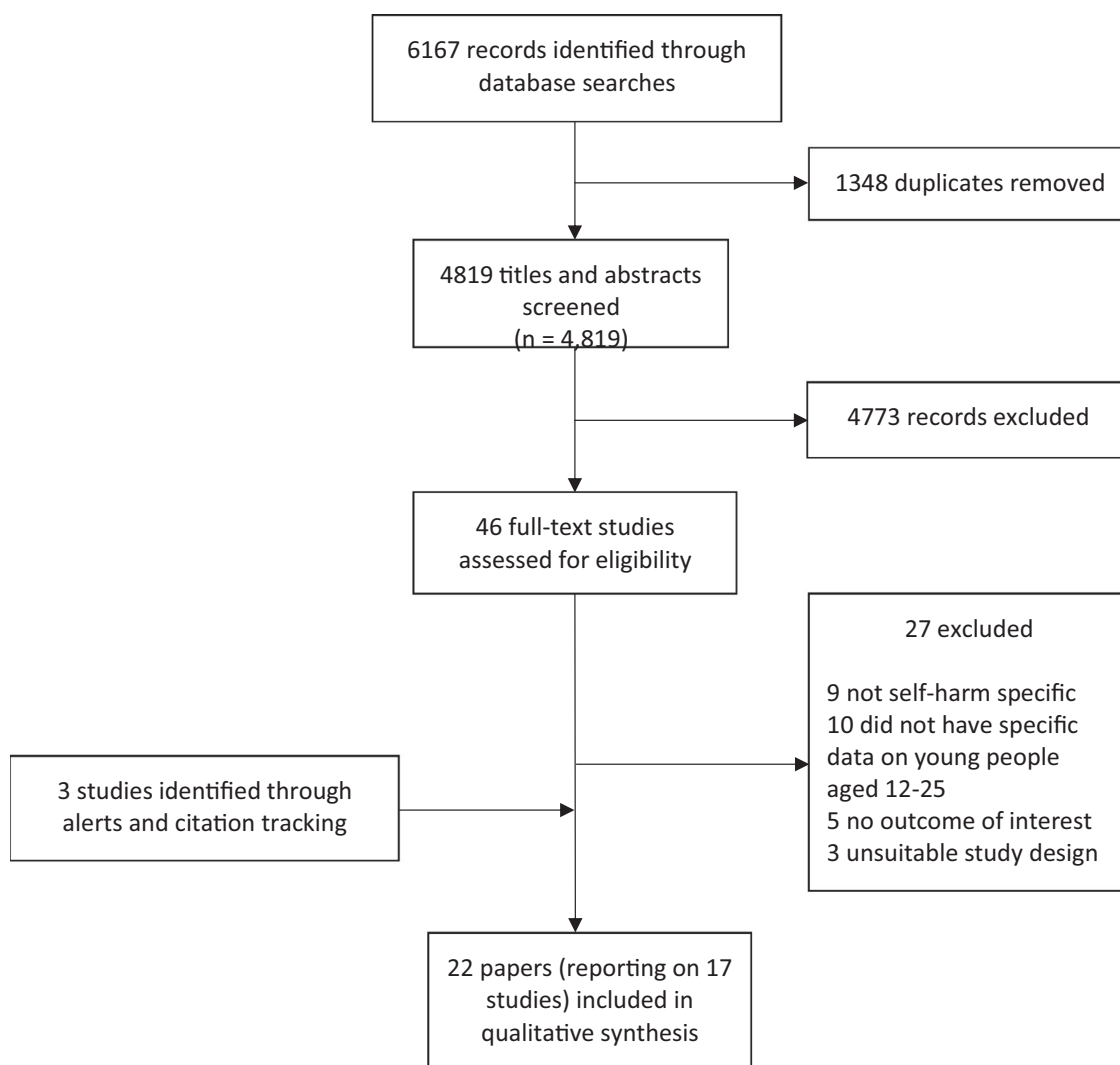 6167 records identified through
database searches
1348 duplicates removed
4819 titles and abstracts
screened
(n = 4,819)
4773 records excluded
46 full-text studies
assessed for eligibility
27 excluded
9 not self-harm specific
10 did not have specific
data on young people
aged 12-25
5 no outcome of interest
3 unsuitable study design
3 studies identified through
alerts and citation tracking
22 papers (reporting on 17
studies) included in
qualitative synthesis